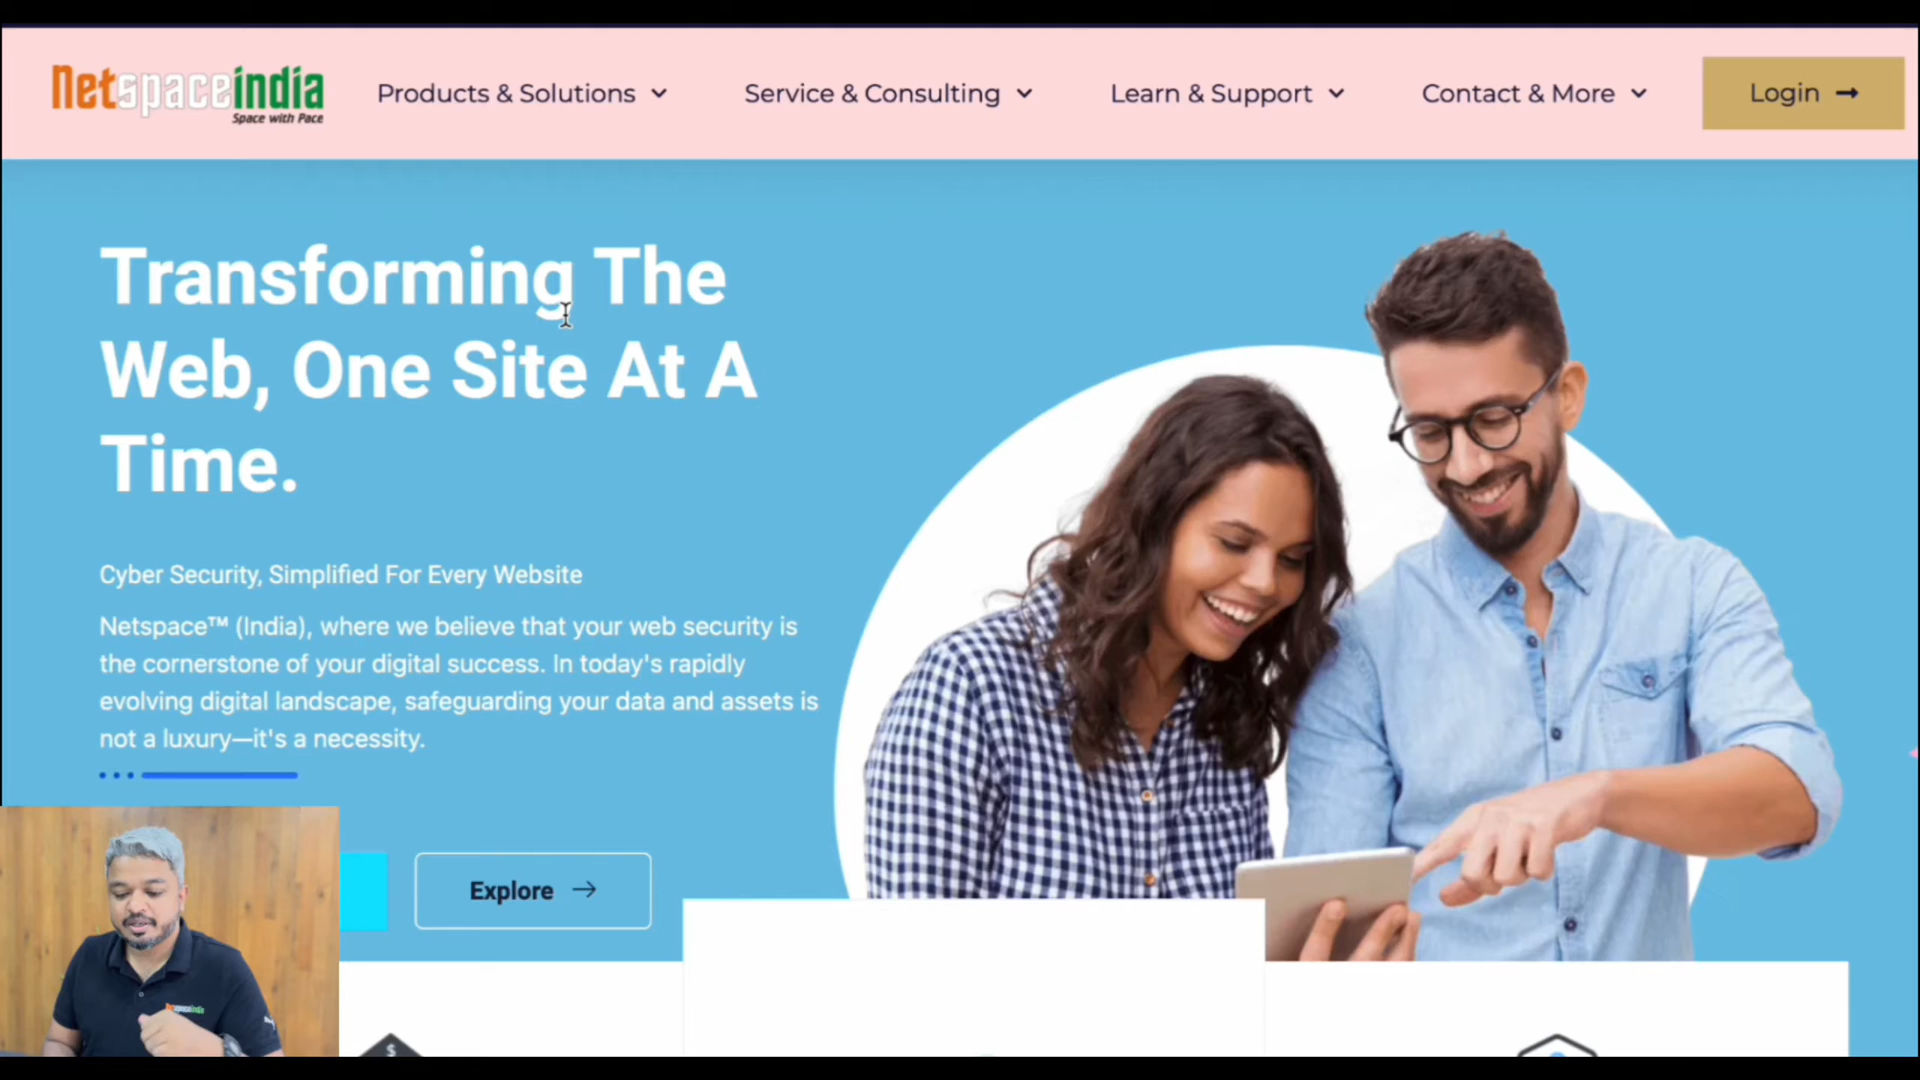 Netspaceindia
Space with Pace
Products & Solutions
Service & Consulting
Learn & Support
Contact & More
Login
Transforming The
Web, One Site At A
Time.
Cyber Security, Simplified For Every Website
Netspace™ (India), where we believe that your web security is
the cornerstone of your digital success. In today's rapidly
evolving digital landscape, safeguarding your data and assets is
not a luxury—it's a necessity.
Explore
$